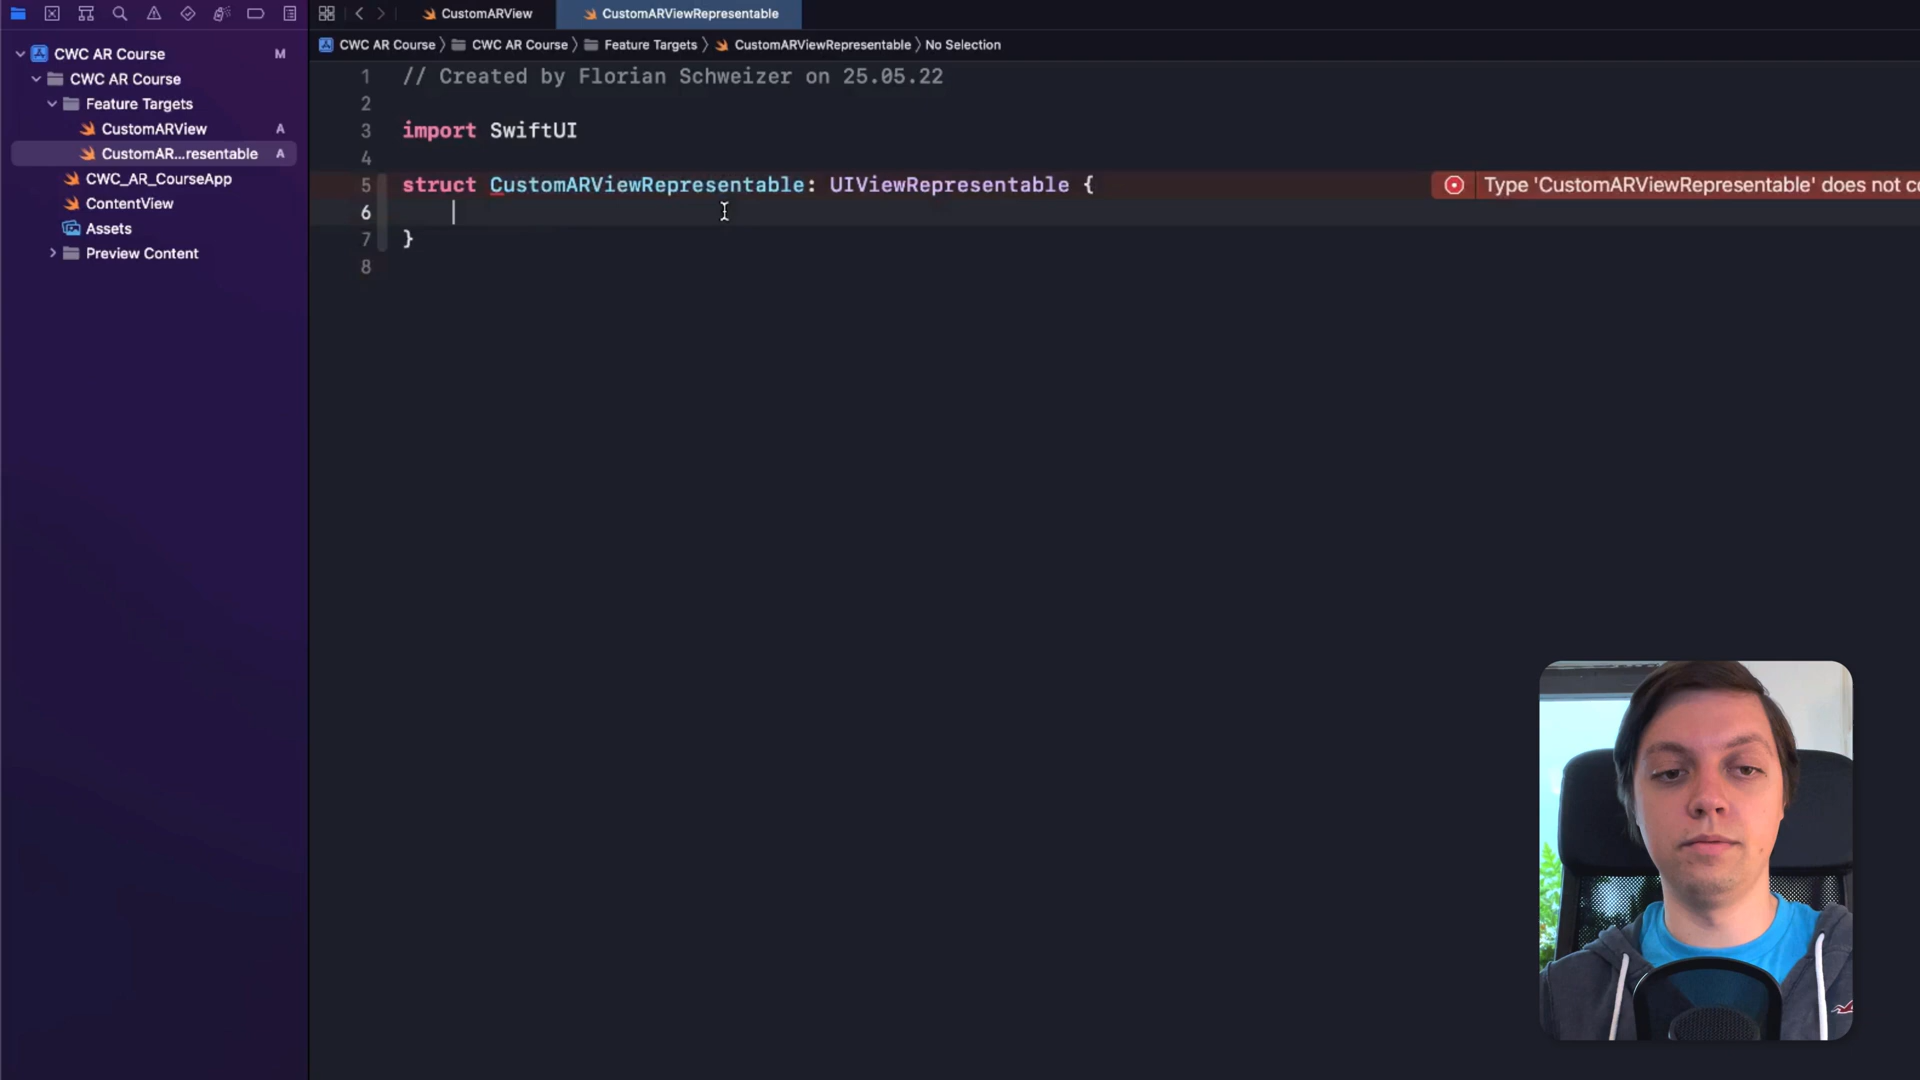 CustomARView
CustomARViewRepresentable
CWC AR Course
M
CWC AR Course
CWC AR Course
Feature Targets
CustomARViewRepresentable
No Selection
CWC AR Course
Feature Targets
CustomARView
A
CustomAR...resentable
A
CWC_AR_CourseApp
ContentView
Assets
Preview Content
1 // Created by Florian Schweizer on 25.05.22
2
3 import SwiftUI
4
5 struct CustomARViewRepresentable: UIViewRepresentable {
Type 'CustomARViewRepresentable' does not co
6
7 }
8